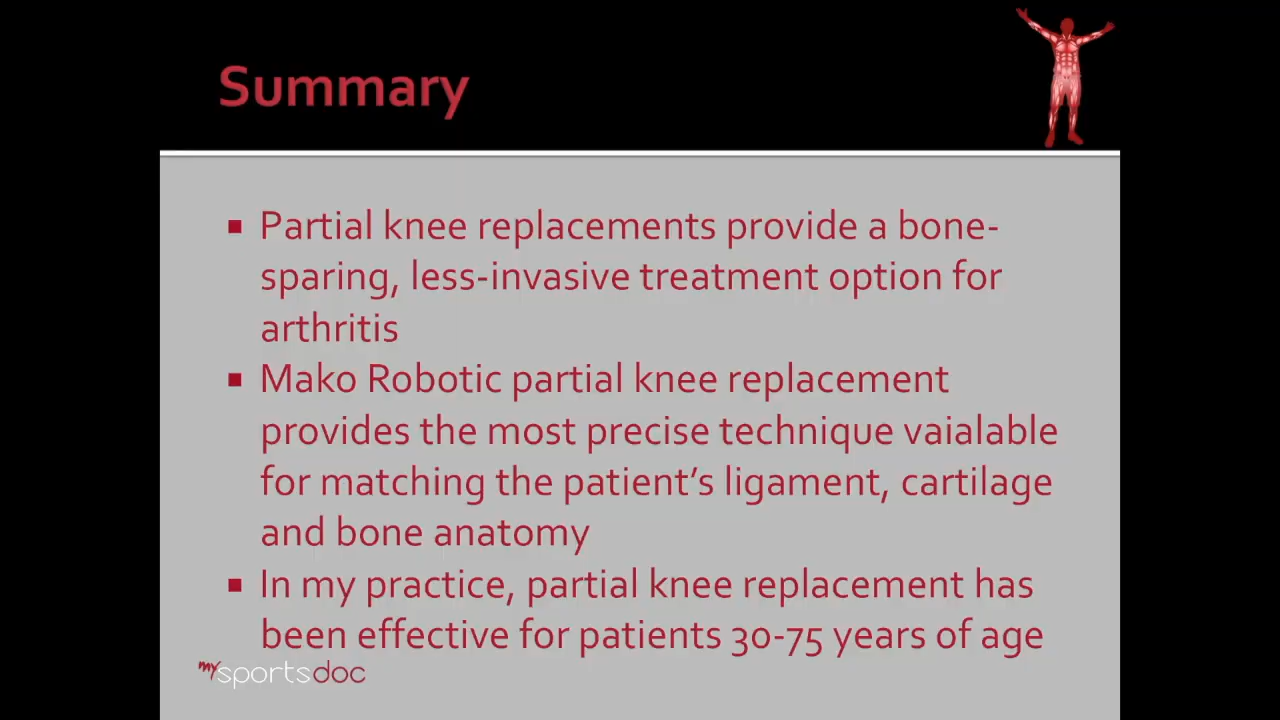 Summary
Partial knee replacements provide a bone-
sparing, less-invasive treatment option for
arthritis
Mako Robotic partial knee replacement
provides the most precise technique vaialable
for matching the patient's ligament, cartilage
and bone anatomy
In my practice, partial knee replacement has
been effective for patients 30-75 years of age
my sportsdoc